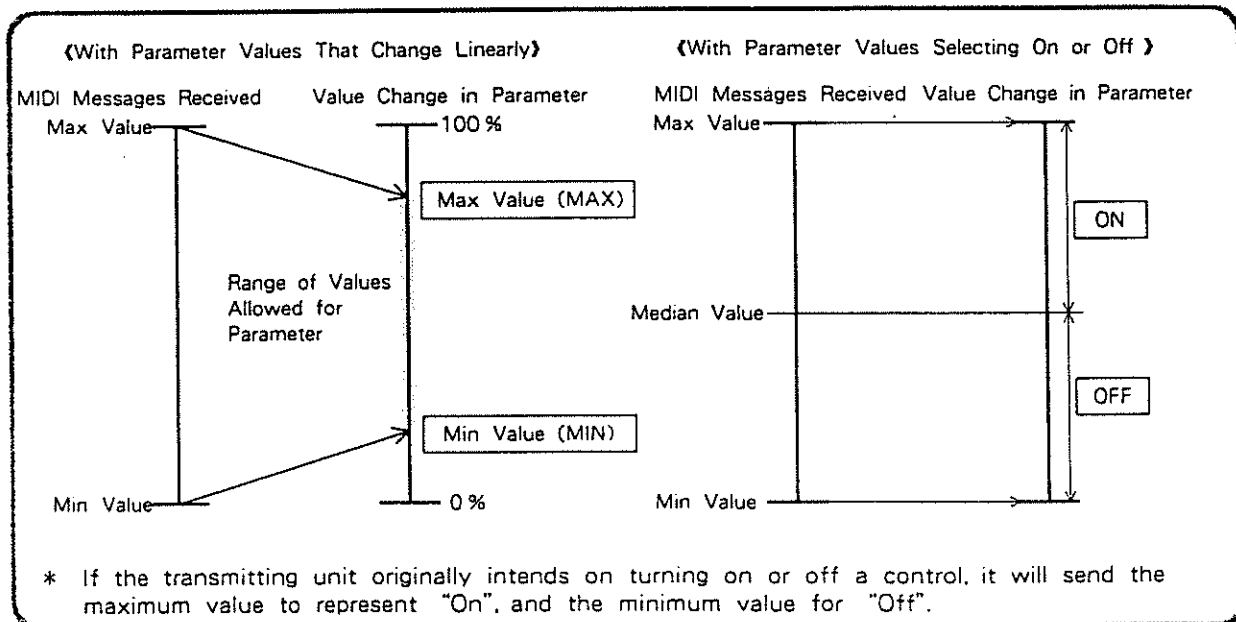 《With Parameter Values That Change Linearly》
MIDI Messages Received
Value Change in Parameter
Max Value
100%
Max Value (MAX)
Range of Values
Allowed for
Parameter
Min Value (MIN)
Min Value
0%
《With Parameter Values Selecting On or Off》
MIDI Messages Received Value Change in Parameter
Max Value
ON
Median Value
OFF
Min Value
* If the transmitting unit originally intends on turning on or off a control, it will send the
maximum value to represent "On", and the minimum value for "Off".